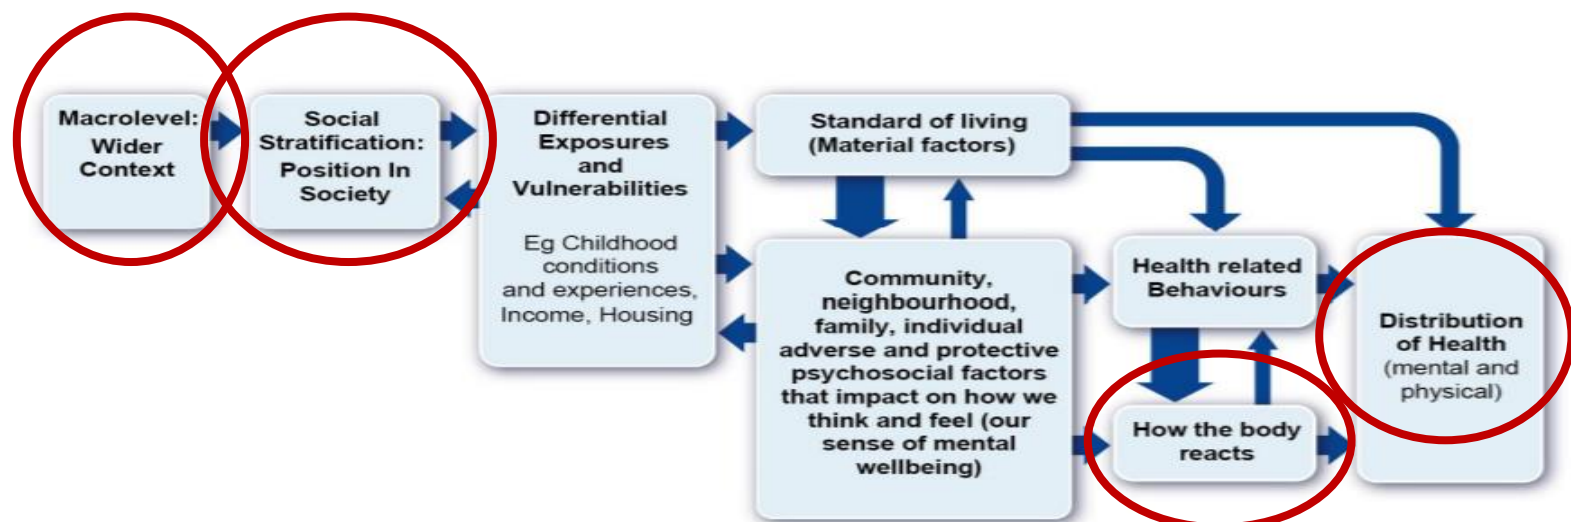 Macrolevel:
Wider
Context
Social
Stratification:
Position In
Society
Differential
Exposures
and
Vulnerabilities
Eg Childhood
conditions
and experiences,
Income, Housing
Standard of living
(Material factors)
Community,
neighbourhood,
family, individual
adverse and protective
psychosocial factors
that impact on how we
think and feel (our
sense of mental
wellbeing)
Health related
Behaviours
How the body
reacts
Distribution
of Health
(mental and
physical)